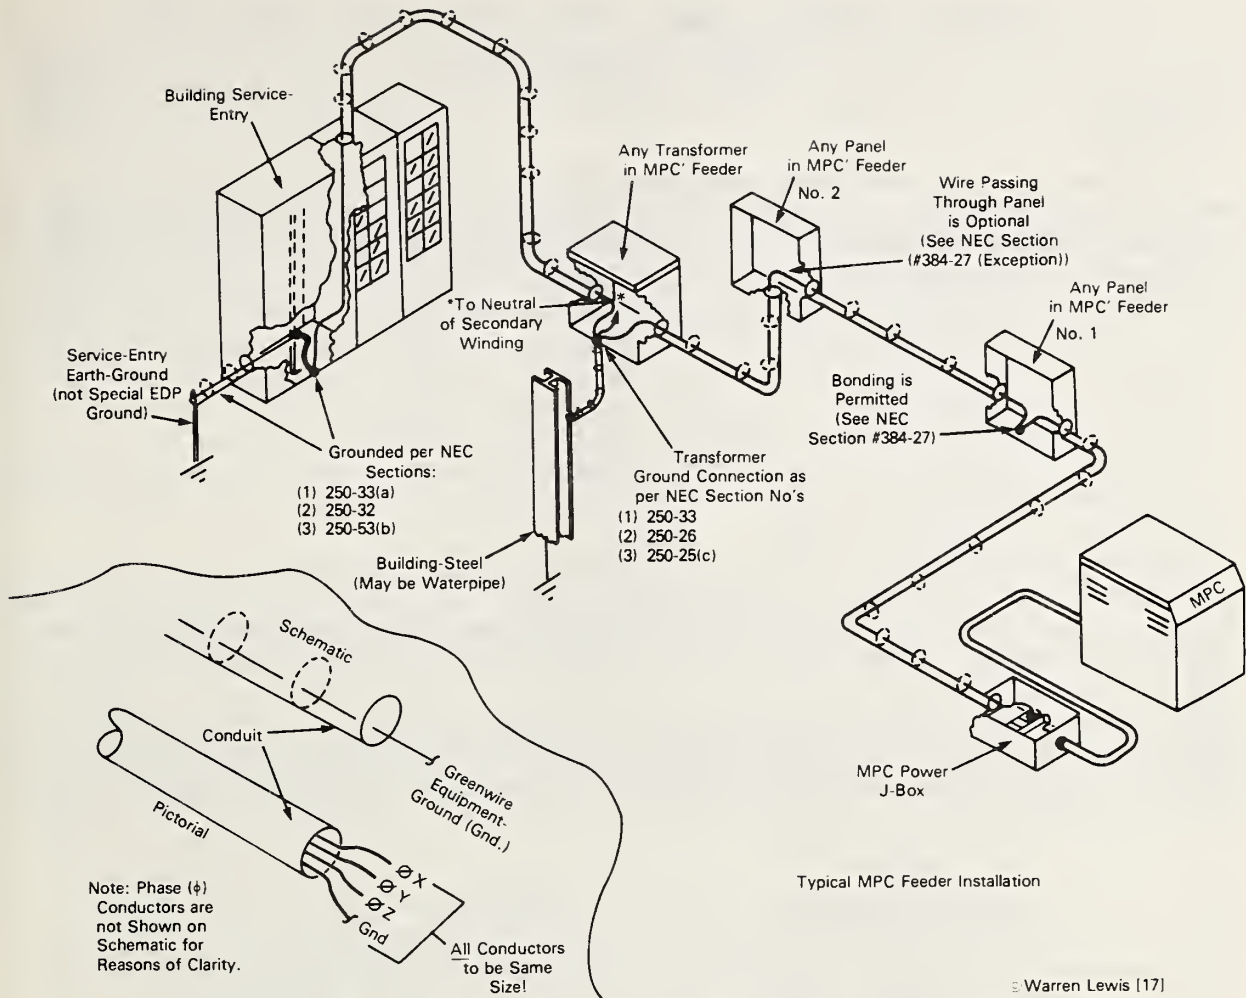 Building Service-
Entry
Any Transformer
in MPC' Feeder
Any Panel
in MPC' Feeder
No. 2
Wire Passing
Through Panel
is Optional
(See NEC Section
(#384-27 (Exception))
Any Panel
in MPC' Feeder
No. 1
*
*To Neutral
of Secondary
Winding
Service-Entry
Earth-Ground
(not Special EDP
Ground)
Bonding is
Permitted
(See NEC
Section #384-27)
Grounded per NEC
Sections:
(1) 250-33(a)
(2) 250-32
(3) 250-53(b)
Transformer
Ground Connection as
per NEC Section No's
(1) 250-33
(2) 250-26
(3) 250-25(c)
Building-Steel
(May be Waterpipe)
MPC
MPC Power
J-Box
Schematic
Conduit
Greenwire
Equipment-
Ground (Gnd.)
Pictorial
Ø X
Ø Y
Ø Z
Gnd
All Conductors
to be Same
Size!
Note: Phase (ϕ)
Conductors are
not Shown on
Schematic for
Reasons of Clarity.
Typical MPC Feeder Installation
Warren Lewis [17]